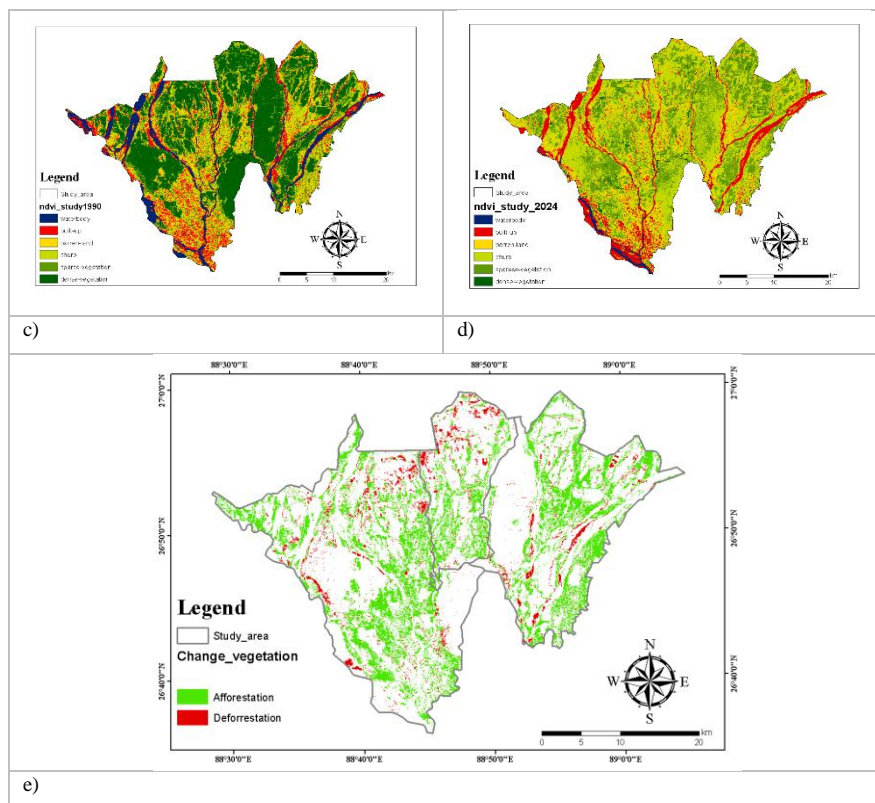 Legend
Study_area
ndvi_study1990
waterbody
built-up
barren-land
shurb
sparse-vegetation
dense-vegetation
N
W E
S
0 5 10 20
km
c)
Legend
Study_area
ndvi_study_2024
waterbody
built-up
barren-land
shurb
sparse-vegetation
dense-vegetation
N
W E
S
0 5 10 20
km
d)
88°30'0"E 88°40'0"E 88°50'0"E 89°0'0"E
27°0'0"N 27°0'0"N
26°50'0"N 26°50'0"N
26°40'0"N 26°40'0"N
Legend
Study_area
Change_vegetation
Afforestation
Deforrestation
N
W E
S
km
0 5 10 20
88°30'0"E 88°40'0"E 88°50'0"E 89°0'0"E
e)